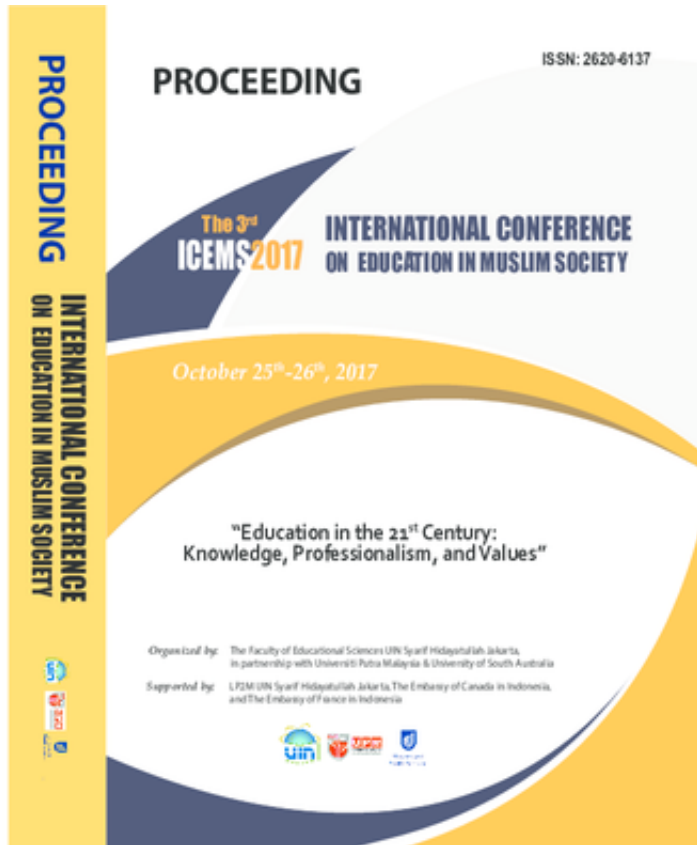 PROCEEDING
INTERNATIONAL CONFERENCE
ON EDUCATION IN MUSLIM SOCIETY
ISSN: 2620-6137
PROCEEDING
The 3rd
ICEMS2017
INTERNATIONAL CONFERENCE
ON EDUCATION IN MUSLIM SOCIETY
October 25th-26th, 2017
"Education in the 21st Century:
Knowledge, Professionalism, and Values"
Organized by: The Faculty of Educational Sciences UIN Syarif Hidayatullah Jakarta,
in partnership with Universiti Putra Malaysia & University of South Australia
Supported by: LP2M UIN Syarif Hidayatullah Jakarta, The Embassy of Canada in Indonesia,
and The Embassy of France in Indonesia
uin
UPM